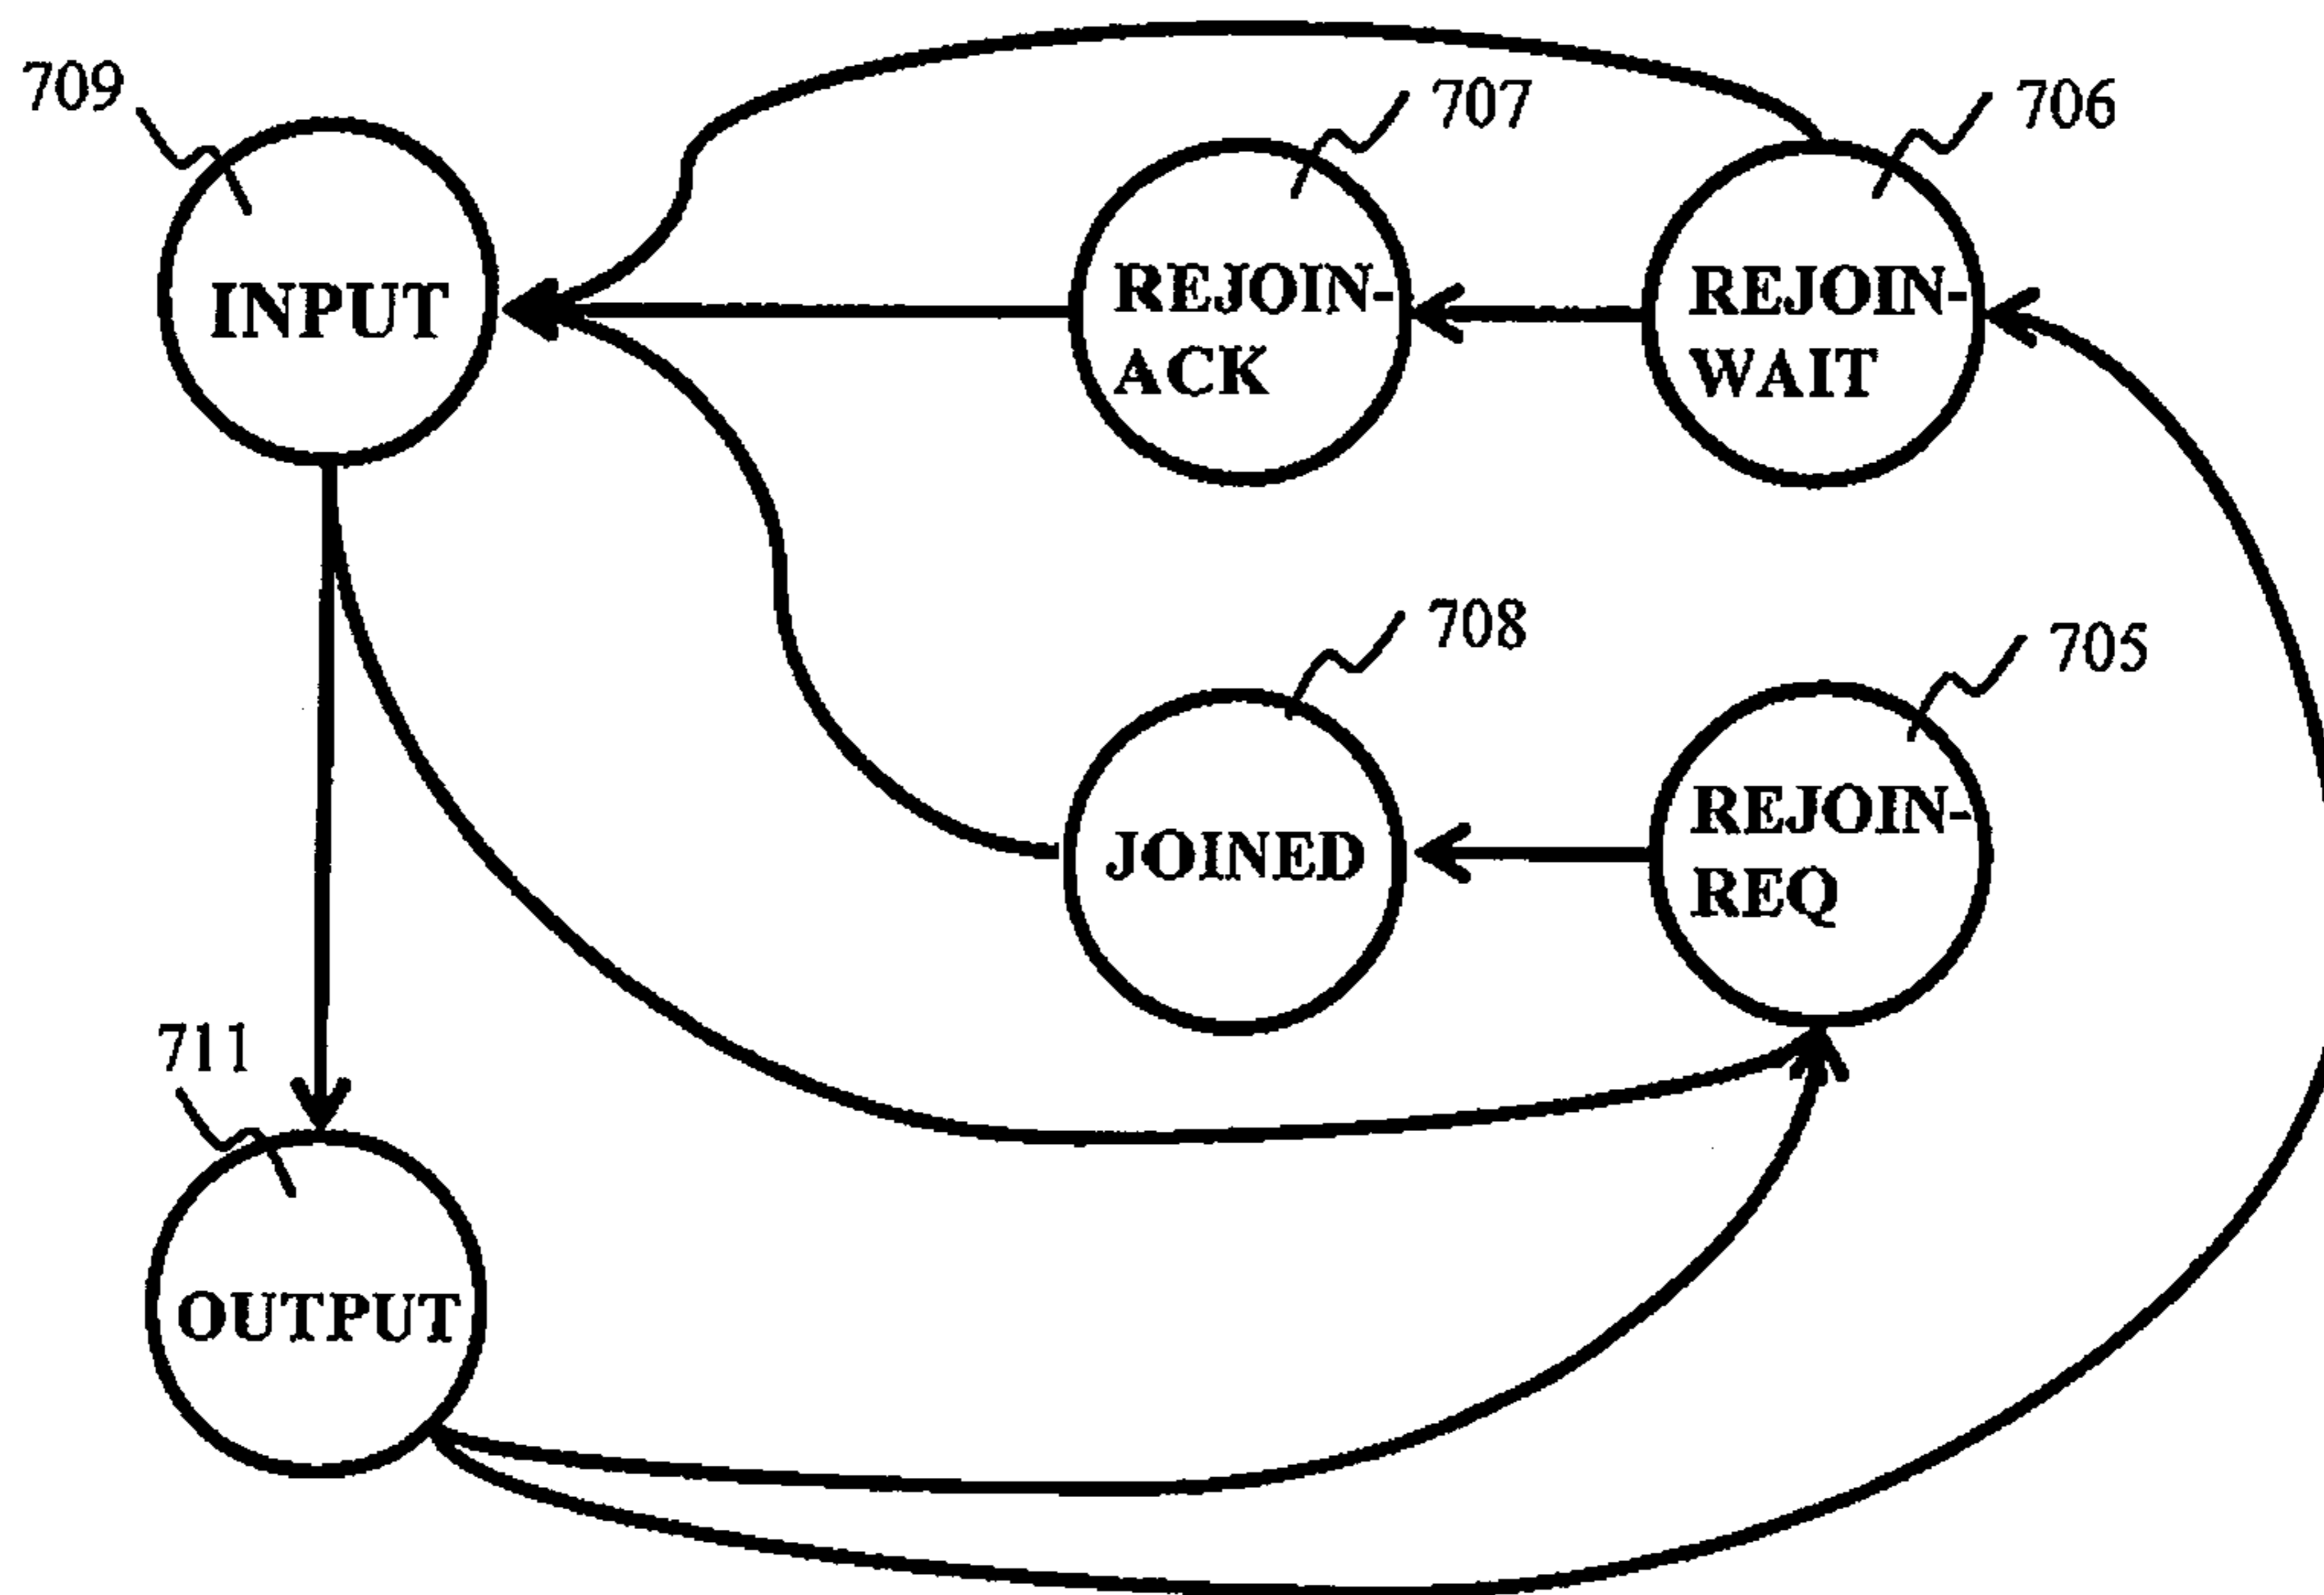 709
707
706
INPUT
REJOIN-
ACK
REJOIN-
WAIT
708
705
JOINED
REJOIN-
REQ
711
OUTPUT